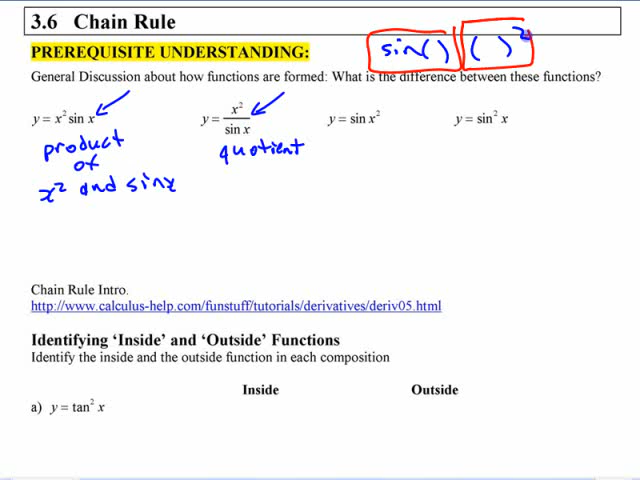 3.6 Chain Rule
sin( ) ( )²
PREREQUISITE UNDERSTANDING:
General Discussion about how functions are formed: What is the difference between these functions?
y = x² sin x    y = x²/sin x    y = sin x²    y = sin² x
product    quotient
of
x² and sinx
Chain Rule Intro.
http://www.calculus-help.com/funstuff/tutorials/derivatives/deriv05.html
Identifying ‘Inside’ and ‘Outside’ Functions
Identify the inside and the outside function in each composition
Inside    Outside
a) y = tan² x